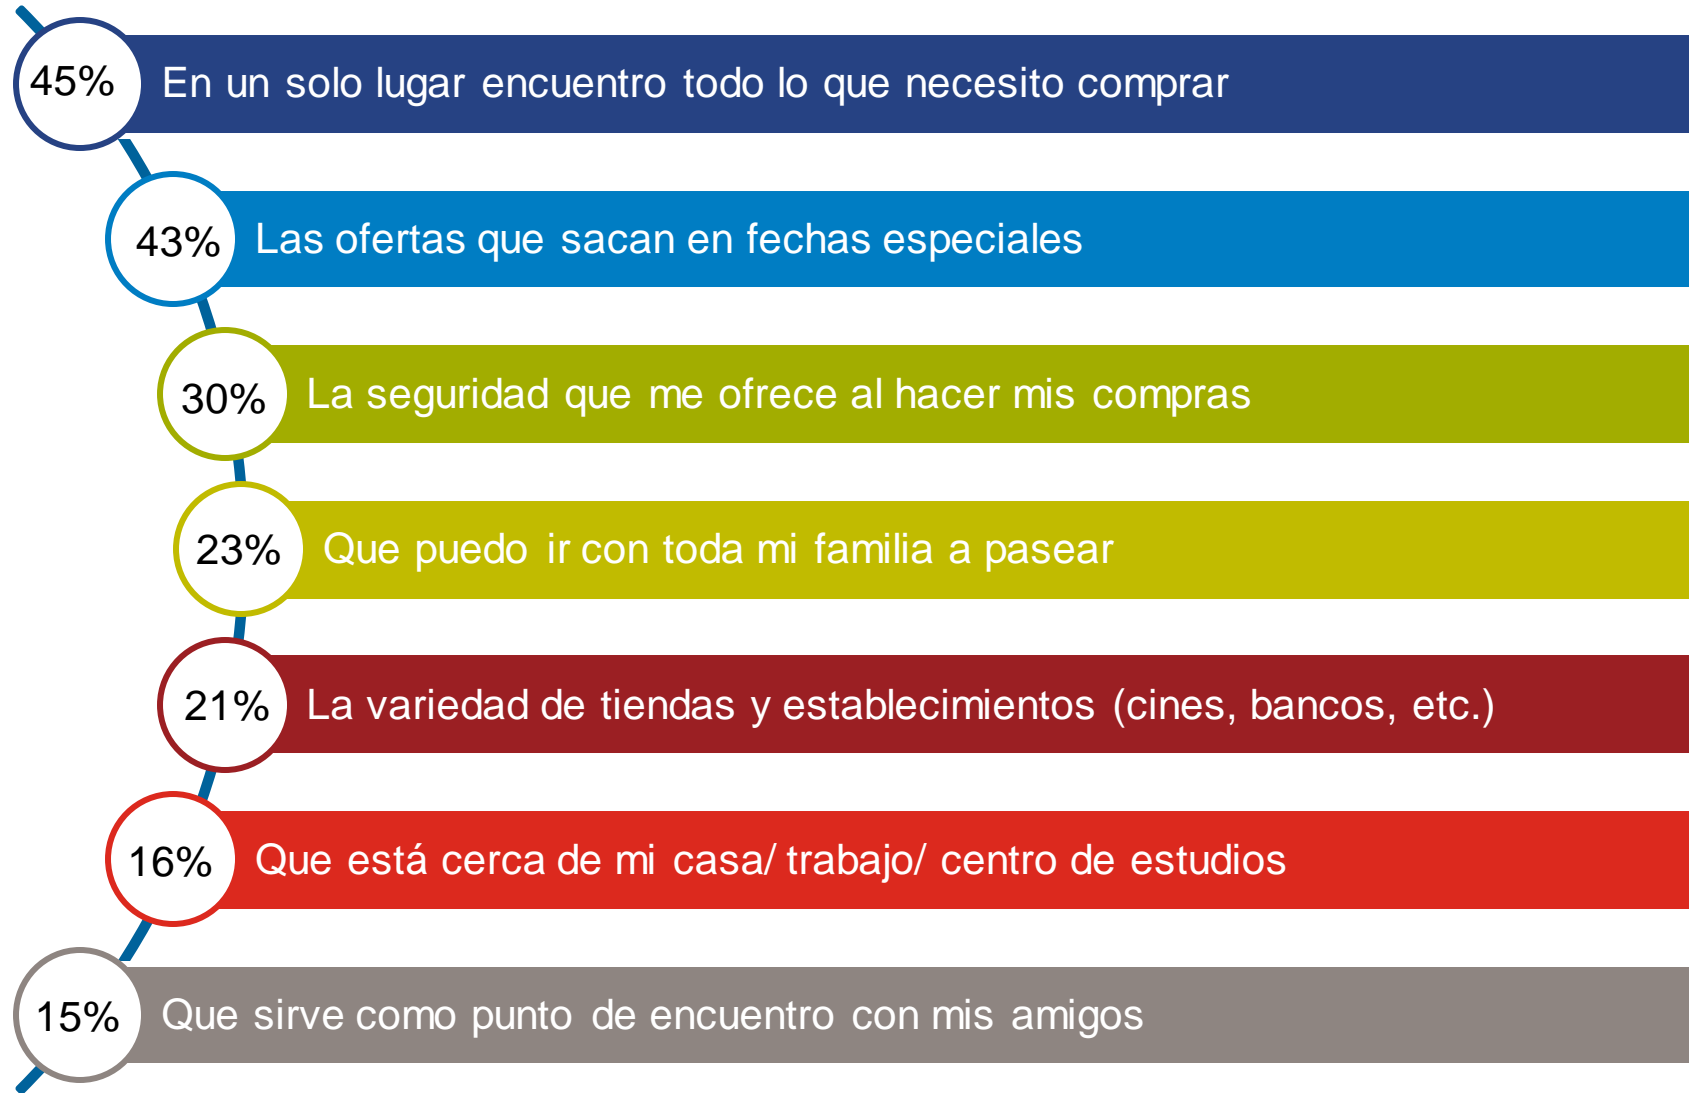 45% En un solo lugar encuentro todo lo que necesito comprar
43% Las ofertas que sacan en fechas especiales
30% La seguridad que me ofrece al hacer mis compras
23% Que puedo ir con toda mi familia a pasear
21% La variedad de tiendas y establecimientos (cines, bancos, etc.)
16% Que está cerca de mi casa/ trabajo/ centro de estudios
15% Que sirve como punto de encuentro con mis amigos